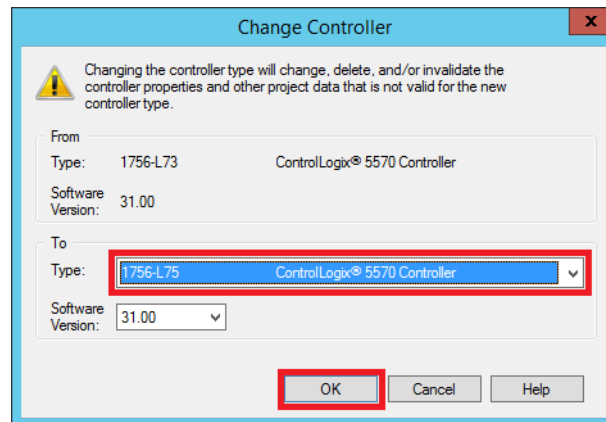 Change Controller
x
Changing the controller type will change, delete, and/or invalidate the
controller properties and other project data that is not valid for the new
controller type.
From
Type: 1756-L73 ControlLogix® 5570 Controller
Software
Version: 31.00
To
Type: 1756-L75 ControlLogix® 5570 Controller
Software
Version: 31.00
OK Cancel Help